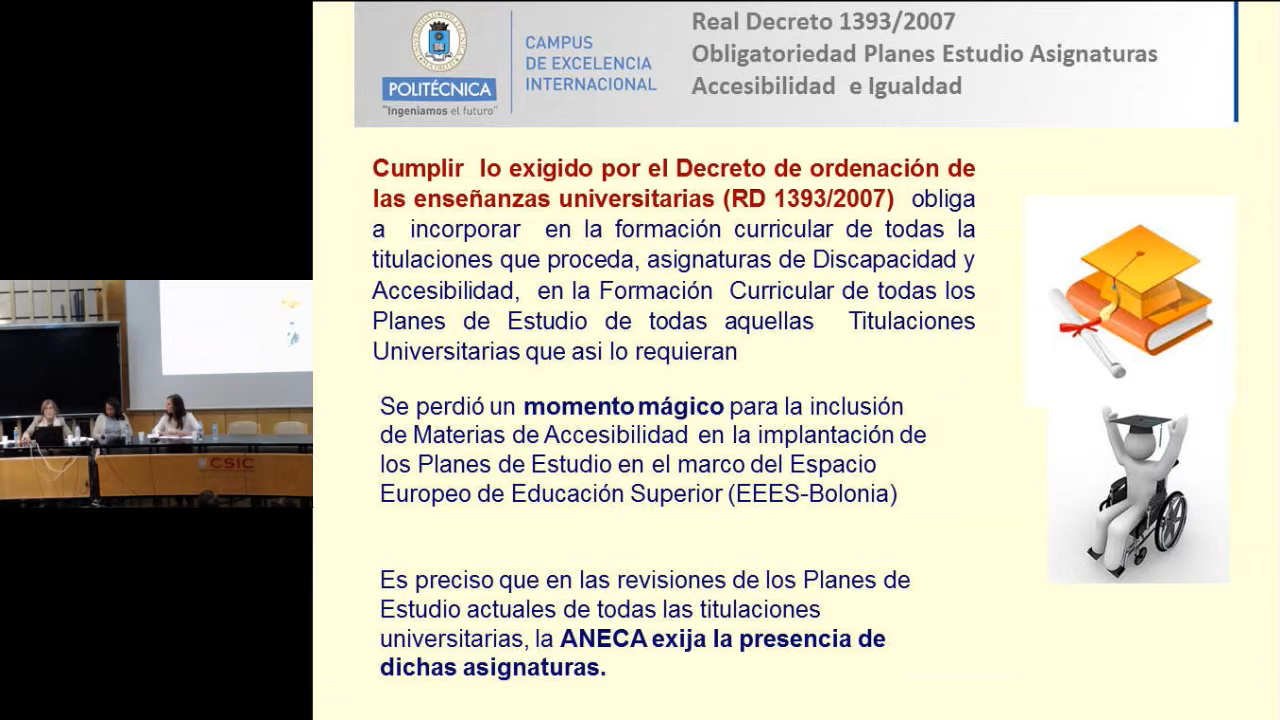 POLITÉCNICA
"Ingeniamos el futuro"
CAMPUS
DE EXCELENCIA
INTERNACIONAL
Real Decreto 1393/2007
Obligatoriedad Planes Estudio Asignaturas
Accesibilidad e Igualdad
Cumplir lo exigido por el Decreto de ordenación de
las enseñanzas universitarias (RD 1393/2007) obliga
a incorporar en la formación curricular de todas la
titulaciones que proceda, asignaturas de Discapacidad y
Accesibilidad, en la Formación Curricular de todas los
Planes de Estudio de todas aquellas Titulaciones
Universitarias que asi lo requieran
Se perdió un momento mágico para la inclusión
de Materias de Accesibilidad en la implantación de
los Planes de Estudio en el marco del Espacio
Europeo de Educación Superior (EEES-Bolonia)
Es preciso que en las revisiones de los Planes de
Estudio actuales de todas las titulaciones
universitarias, la ANECA exija la presencia de
dichas asignaturas.
CSIC